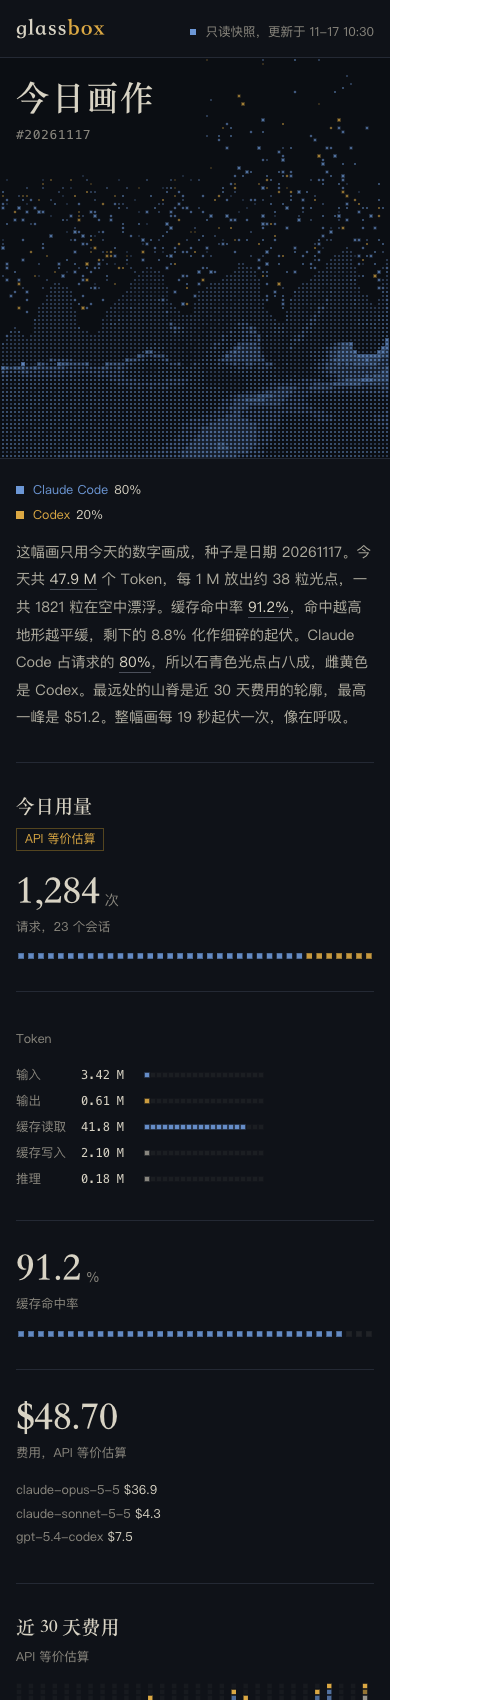 glassbox
只读快照，更新于 11-17 10:30
今日画作
#20261117
Claude Code 80%
Codex 20%
这幅画只用今天的数字画成，种子是日期 20261117。今
天共 47.9 M 个 Token，每 1 M 放出约 38 粒光点，一
共 1821 粒在空中漂浮。缓存命中率 91.2%，命中越高
地形越平缓，剩下的 8.8% 化作细碎的起伏。Claude
Code 占请求的 80%，所以石青色光点占八成，雌黄色
是 Codex。最远处的山脊是近 30 天费用的轮廓，最高
一峰是 $51.2。整幅画每 19 秒起伏一次，像在呼吸。
今日用量
API 等价估算
1,284 次
请求，23 个会话
Token
输入 3.42 M
输出 0.61 M
缓存读取 41.8 M
缓存写入 2.10 M
推理 0.18 M
91.2 %
缓存命中率
$48.70
费用，API 等价估算
claude-opus-5-5 $36.9
claude-sonnet-5-5 $4.3
gpt-5.4-codex $7.5
近 30 天费用
API 等价估算